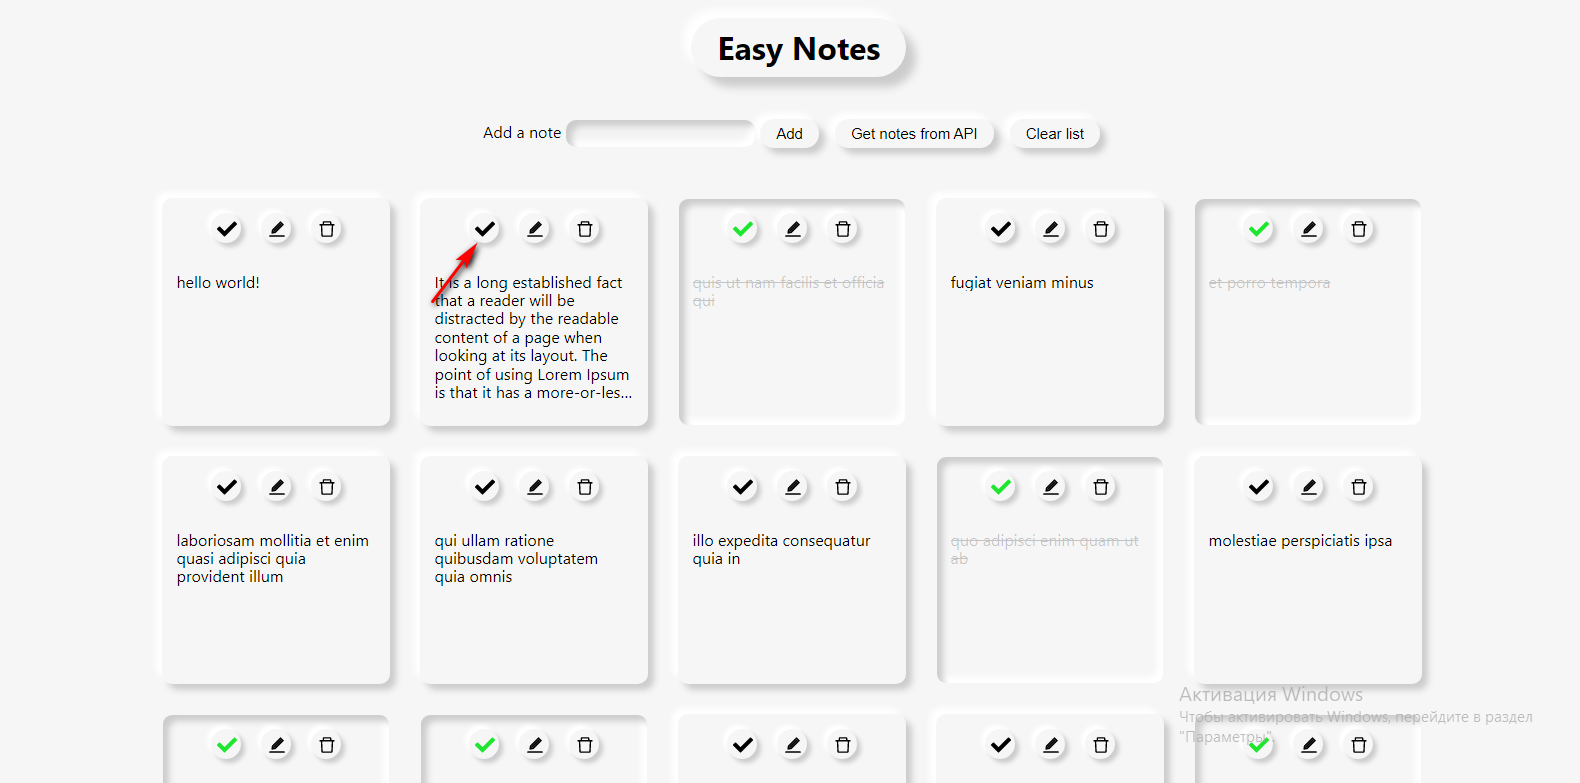 Easy Notes
Add a note
Add
Get notes from API
Clear list
hello world!
It is a long established fact
that a reader will be
distracted by the readable
content of a page when
looking at its layout. The
point of using Lorem Ipsum
is that it has a more-or-les...
quis ut nam facilis et officia
qui
fugiat veniam minus
et porro tempora
laboriosam mollitia et enim
quasi adipisci quia
provident illum
qui ullam ratione
quibusdam voluptatem
quia omnis
illo expedita consequatur
quia in
quo adipisci enim quam ut
ab
molestiae perspiciatis ipsa
Активация Windows
Чтобы активировать Windows, перейдите в раздел
"Параметры".